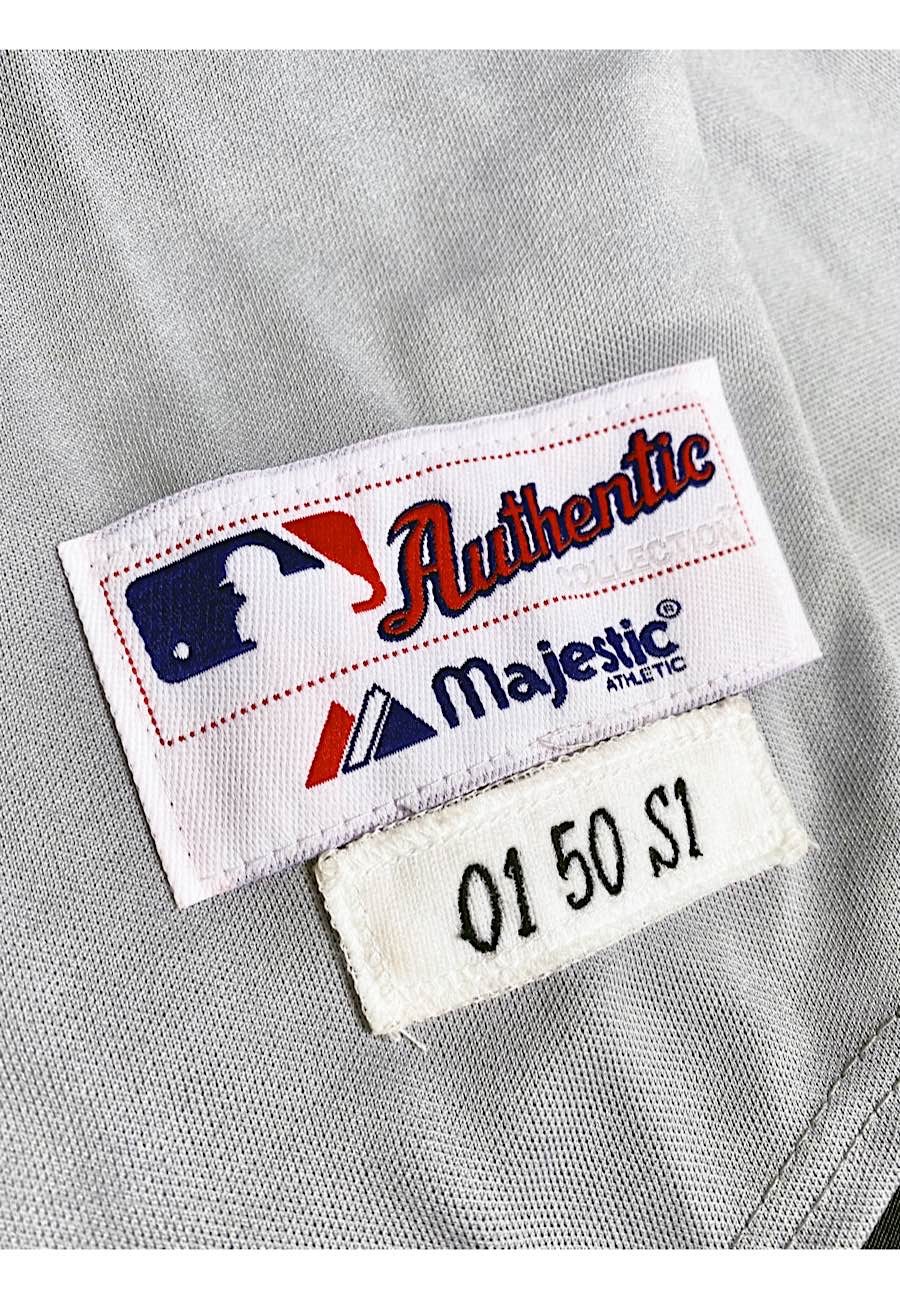 Authentic
COLLECTION
Majestic®
ATHLETIC
01 50 S1